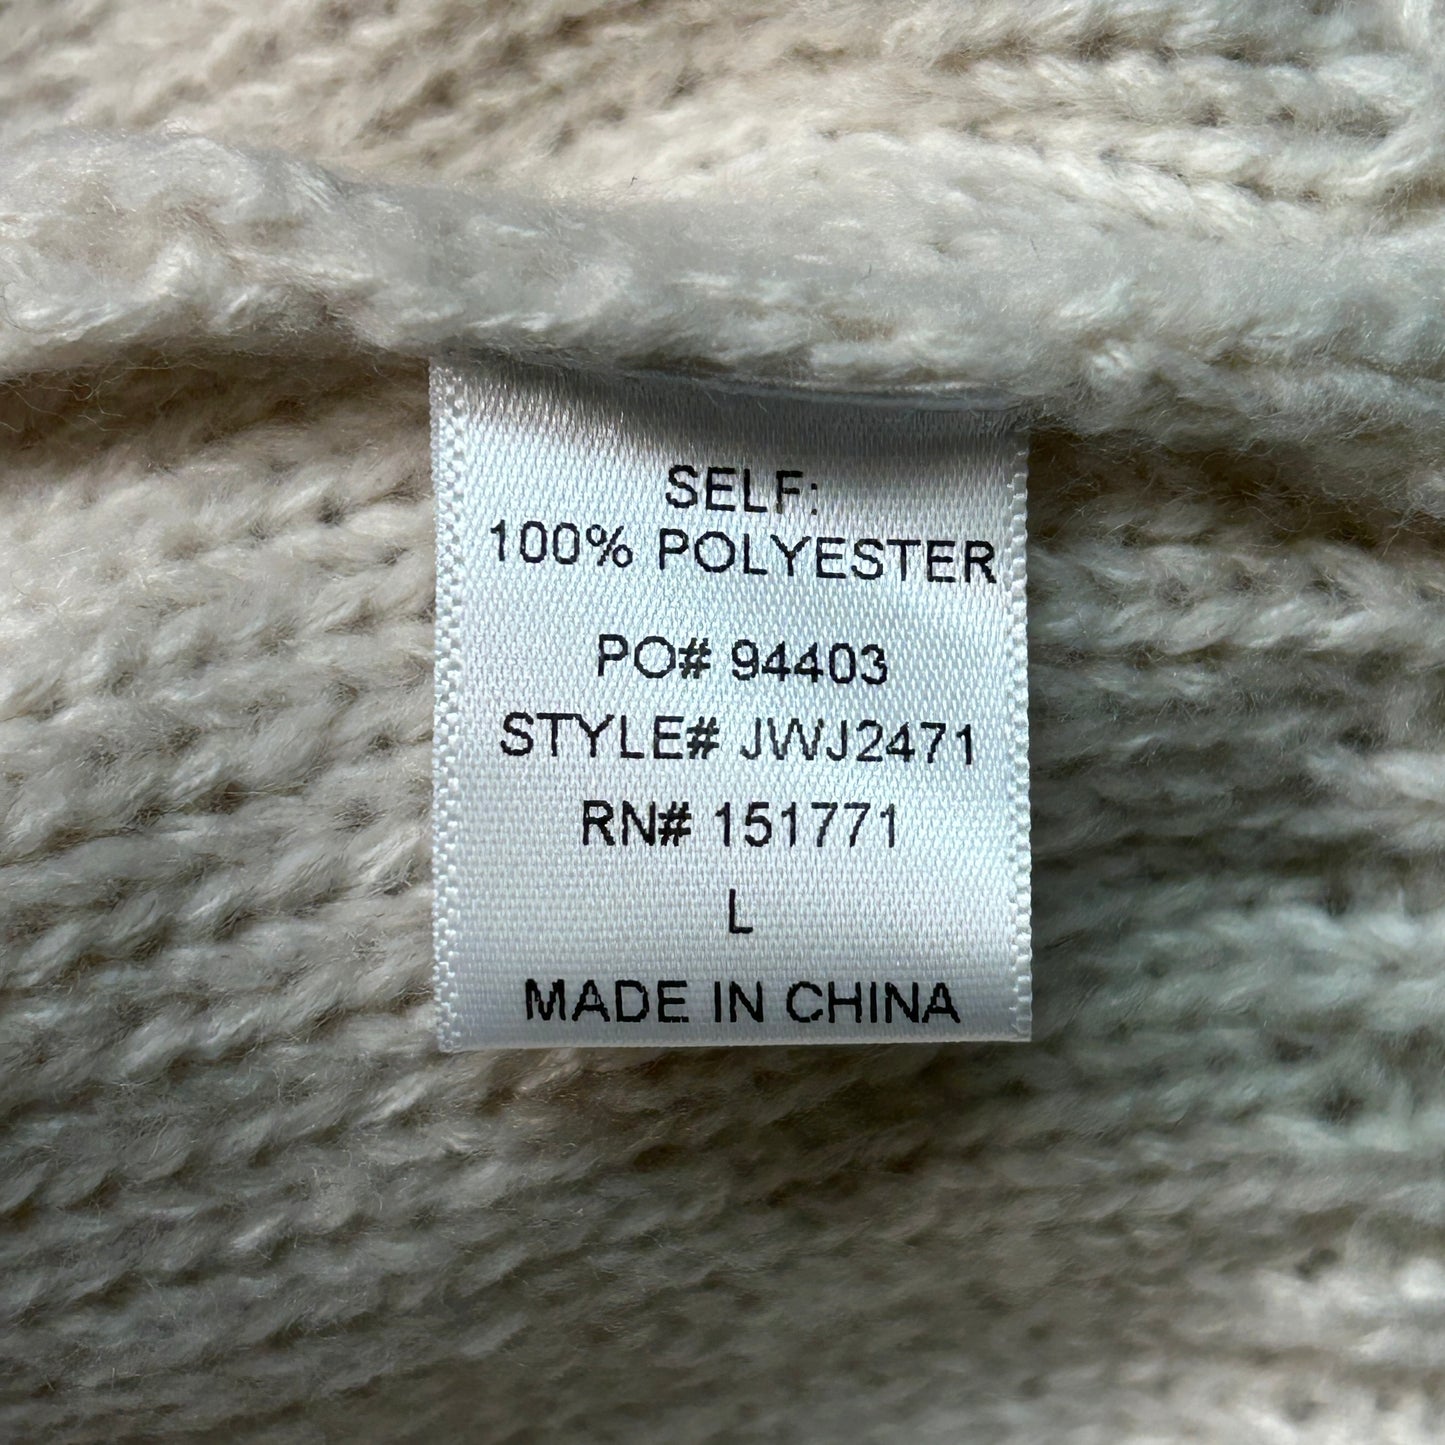 SELF:
100% POLYESTER
PO# 94403
STYLE# JWJ2471
RN# 151771
L
MADE IN CHINA